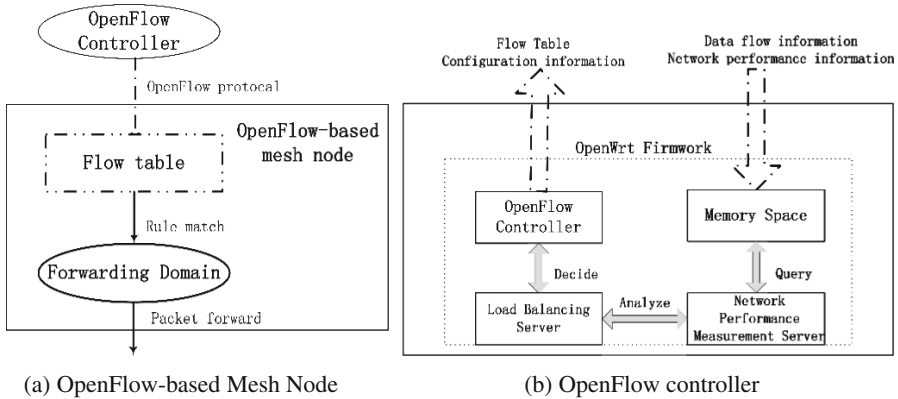 OpenFlow
Controller
OpenFlow protocal
OpenFlow-based
mesh node
Flow table
Rule match
Forwarding Domain
Packet forward
(a) OpenFlow-based Mesh Node
Flow Table
Configuration information
Data flow information
Network performance information
OpenWrt Firmwork
OpenFlow
Controller
Memory Space
Decide
Query
Load Balancing
Server
Analyze
Network
Performance
Measurement Server
(b) OpenFlow controller